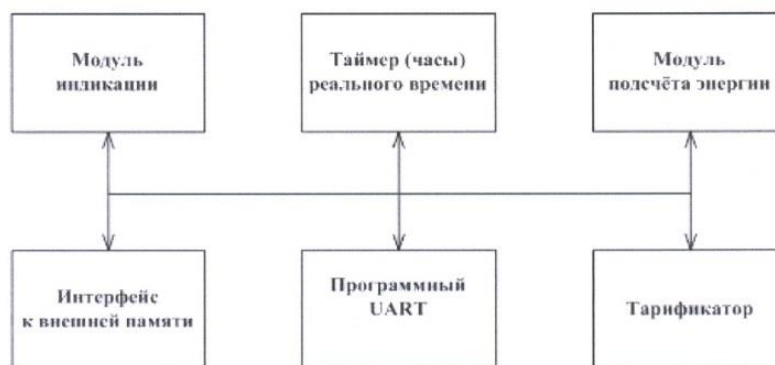 Модуль
индикации
Таймер (часы)
реального времени
Модуль
подсчёта энергии
Интерфейс
к внешней памяти
Программный
UART
Тарификатор